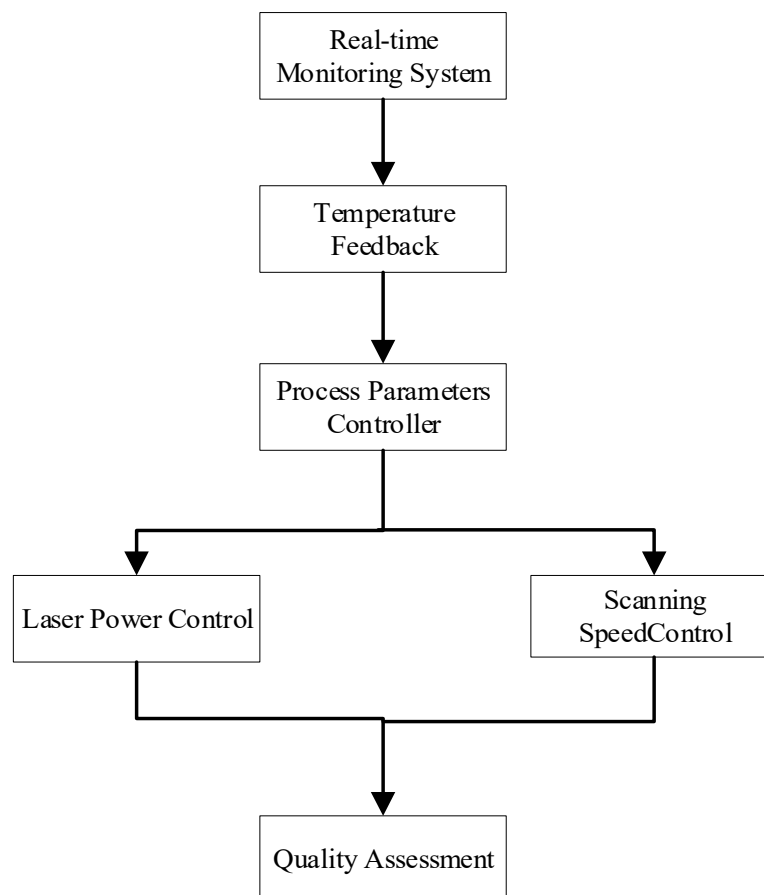 Real-time
Monitoring System
Temperature
Feedback
Process Parameters
Controller
Laser Power Control
Scanning
SpeedControl
Quality Assessment